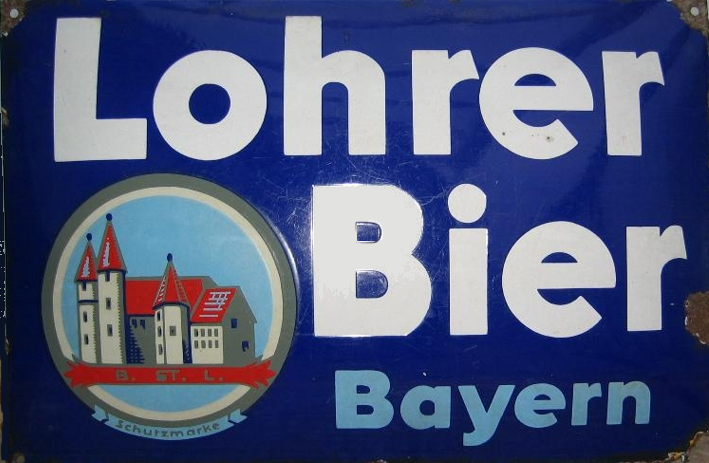 Lohrer
Bier
Bayern
B. ST. L.
Schutzmarke